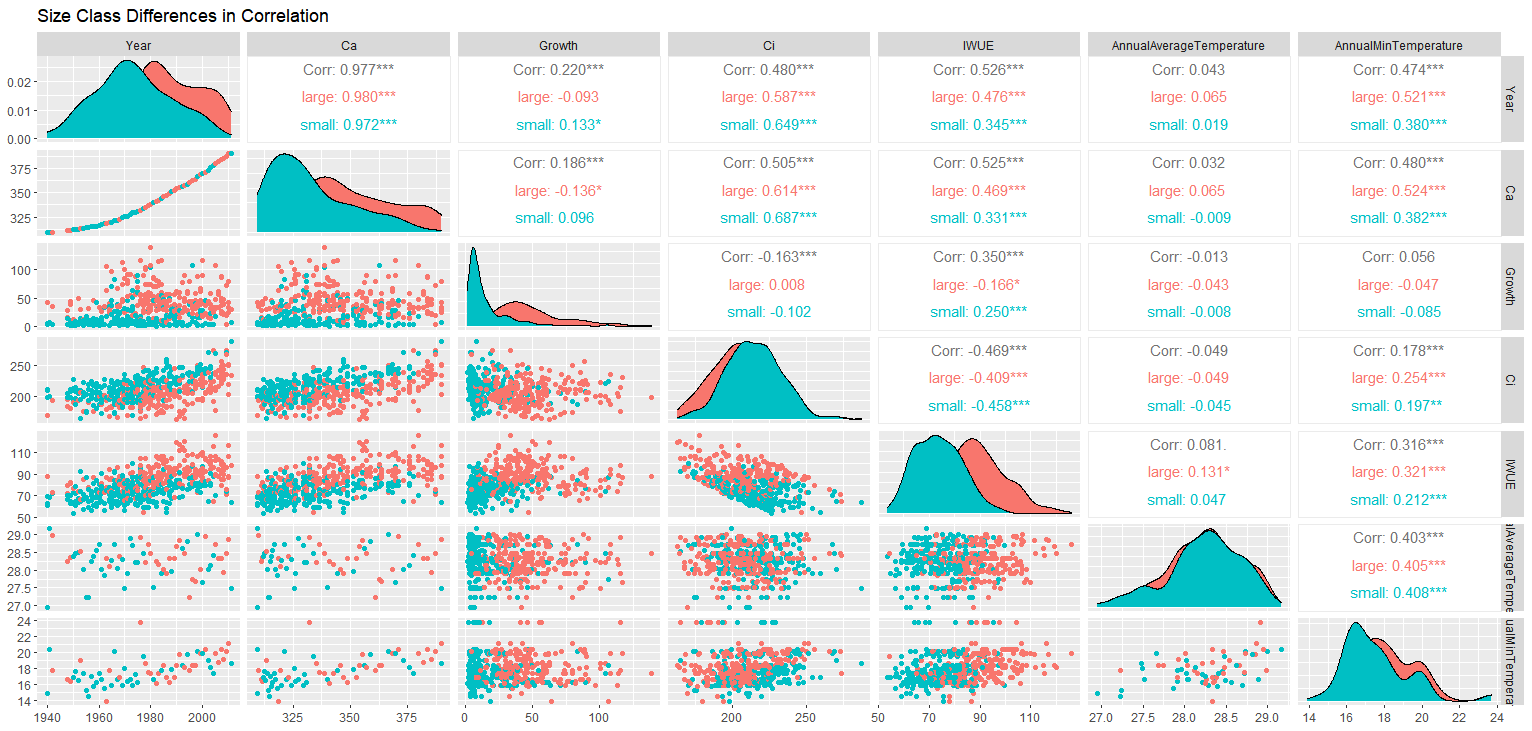 Size Class Differences in Correlation
Year Ca Growth Ci IWUE AnnualAverageTemperature AnnualMinTemperature
0.02
0.01
0.00
Corr: 0.977*** Corr: 0.220*** Corr: 0.480*** Corr: 0.526*** Corr: 0.043 Corr: 0.474***
large: 0.980*** large: -0.093 large: 0.587*** large: 0.476*** large: 0.065 large: 0.521***
small: 0.972*** small: 0.133* small: 0.649*** small: 0.345*** small: 0.019 small: 0.380***
Year
375
350
325
Corr: 0.186*** Corr: 0.505*** Corr: 0.525*** Corr: 0.032 Corr: 0.480***
large: -0.136* large: 0.614*** large: 0.469*** large: 0.065 large: 0.524***
small: 0.096 small: 0.687*** small: 0.331*** small: -0.009 small: 0.382***
Ca
100
50
0
Corr: -0.163*** Corr: 0.350*** Corr: -0.013 Corr: 0.056
large: 0.008 large: -0.166* large: -0.043 large: -0.047
small: -0.102 small: 0.250*** small: -0.008 small: -0.085
Growth
250
200
Corr: -0.469*** Corr: -0.049 Corr: 0.178***
large: -0.409*** large: -0.049 large: 0.254***
small: -0.458*** small: -0.045 small: 0.197**
Ci
110
90
70
50
Corr: 0.081. Corr: 0.316***
large: 0.131* large: 0.321***
small: 0.047 small: 0.212***
IWUE
29.0
28.5
28.0
27.5
27.0
Corr: 0.403***
large: 0.405***
small: 0.408***
alAverageTempe
24
22
20
18
16
14
ualMinTempera
1940 1960 1980 2000 325 350 375 0 50 100 200 250 50 70 90 110 27.0 27.5 28.0 28.5 29.0 14 16 18 20 22 24